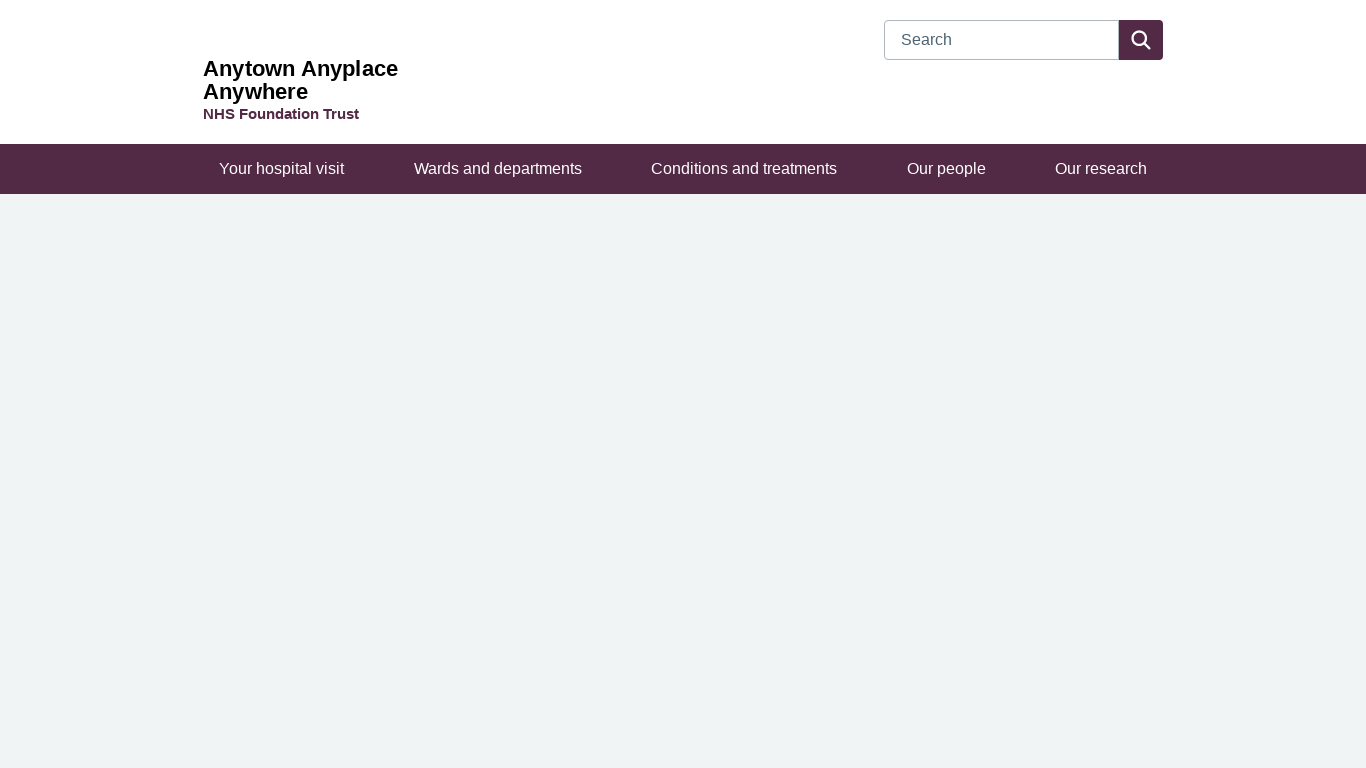 Search
Anytown Anyplace
Anywhere
NHS Foundation Trust
Your hospital visit
Wards and departments
Conditions and treatments
Our people
Our research